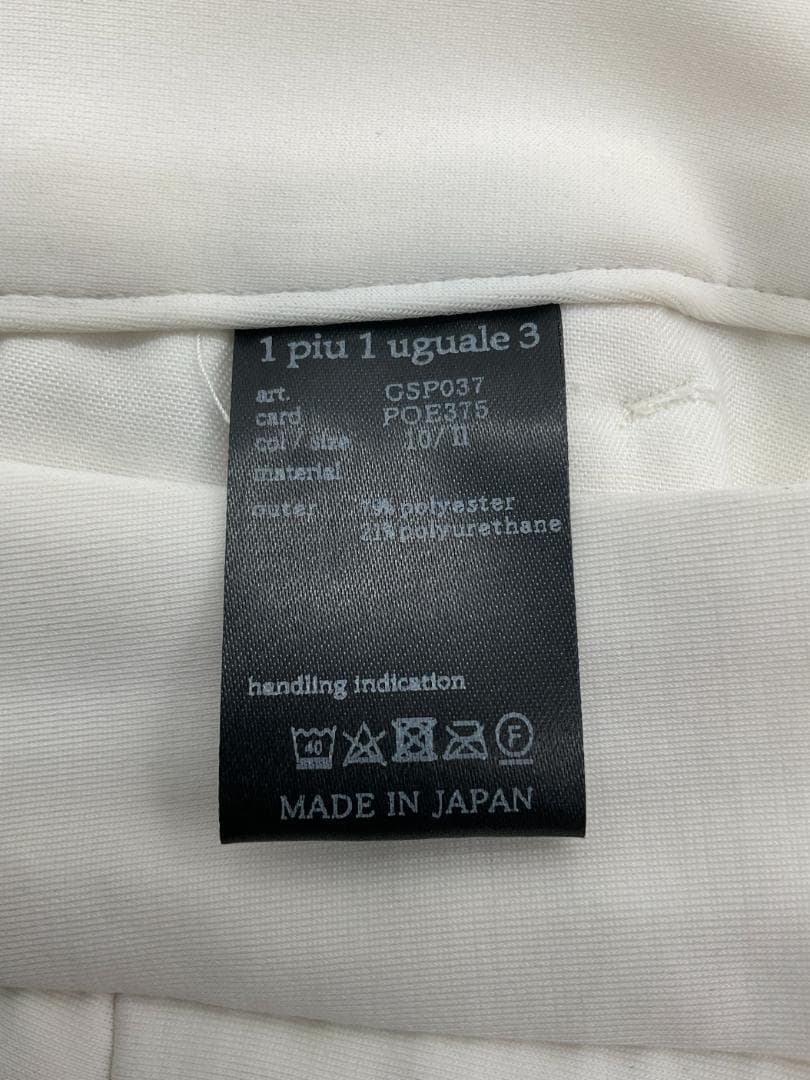 1 piu 1 uguale 3
art. GSP037
card POE375
col / size 10/II
material
outer 79% polyester
21% polyurethane
handling indication
40 F
MADE IN JAPAN